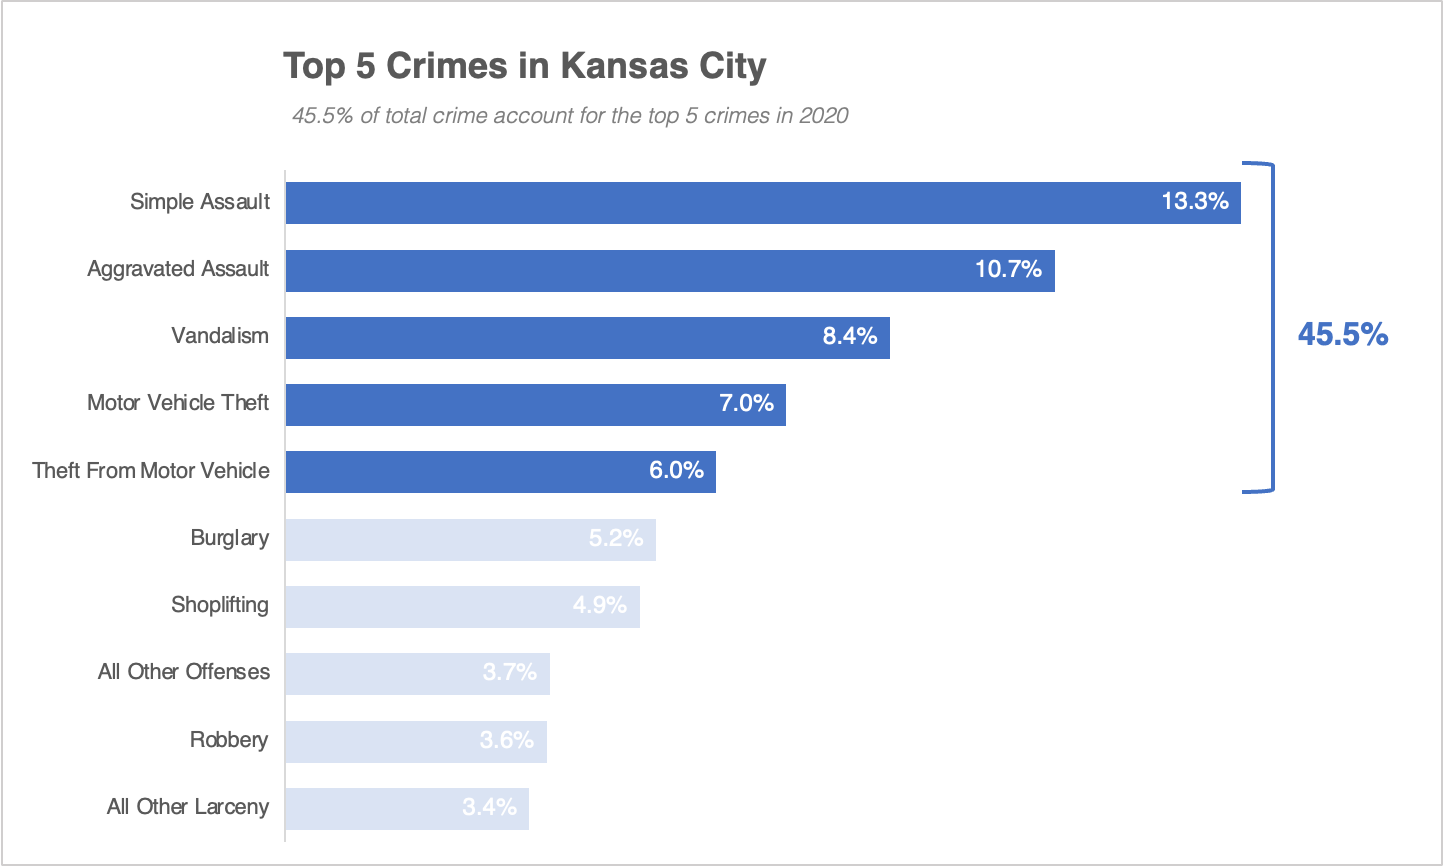 Top 5 Crimes in Kansas City
45.5% of total crime account for the top 5 crimes in 2020
Simple Assault 13.3%
Aggravated Assault 10.7%
Vandalism 8.4%
45.5%
Motor Vehicle Theft 7.0%
Theft From Motor Vehicle 6.0%
Burglary 5.2%
Shoplifting 4.9%
All Other Offenses 3.7%
Robbery 3.6%
All Other Larceny 3.4%